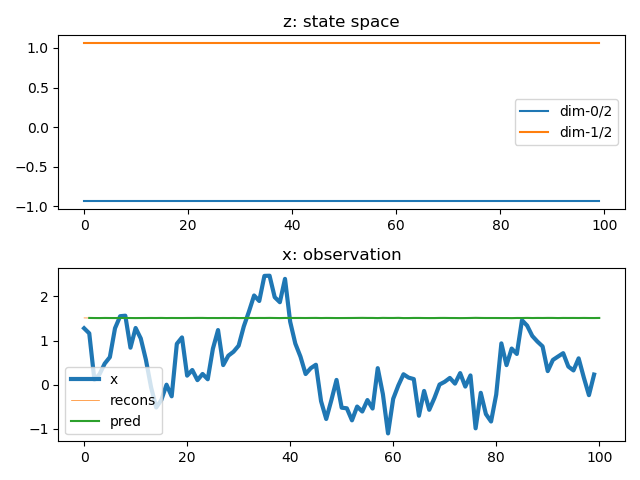 z: state space
1.0
0.5
0.0
−0.5
−1.0
dim-0/2
dim-1/2
0 20 40 60 80 100
x: observation
2
1
0
−1
x
recons
pred
0 20 40 60 80 100